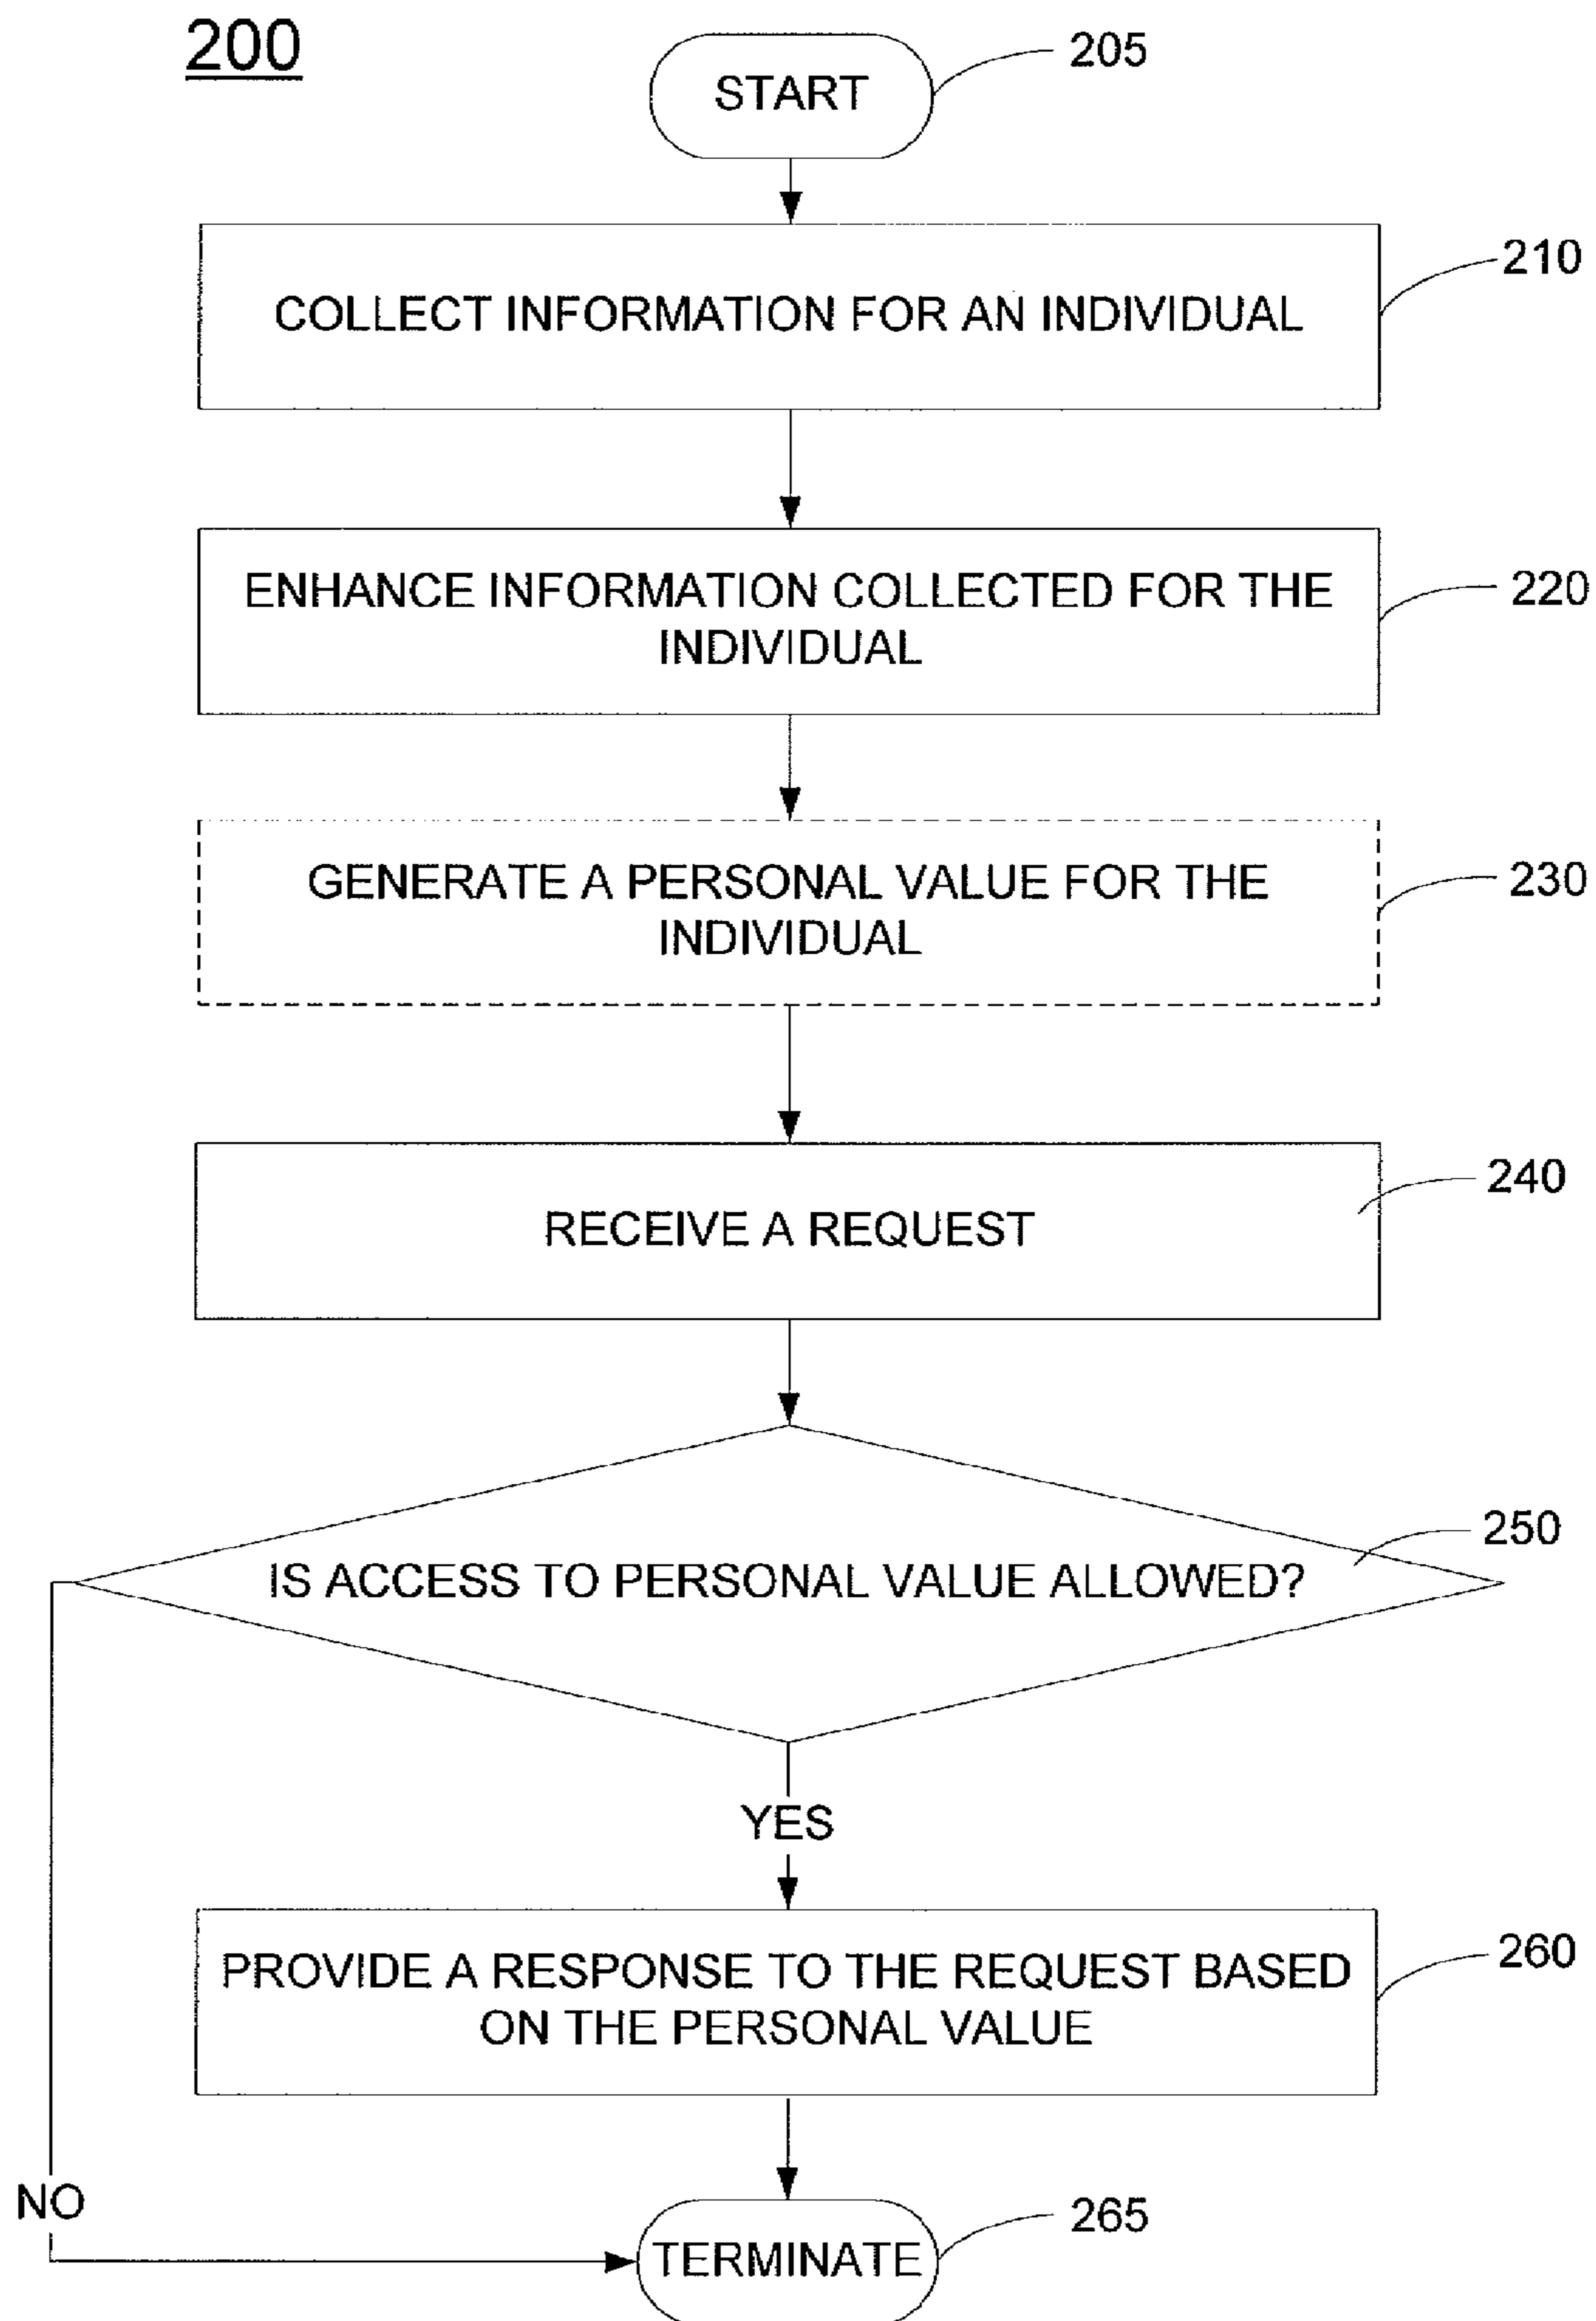 200
START
205
COLLECT INFORMATION FOR AN INDIVIDUAL
210
ENHANCE INFORMATION COLLECTED FOR THE
INDIVIDUAL
220
GENERATE A PERSONAL VALUE FOR THE
INDIVIDUAL
230
RECEIVE A REQUEST
240
IS ACCESS TO PERSONAL VALUE ALLOWED?
250
YES
PROVIDE A RESPONSE TO THE REQUEST BASED
ON THE PERSONAL VALUE
260
NO
TERMINATE
265